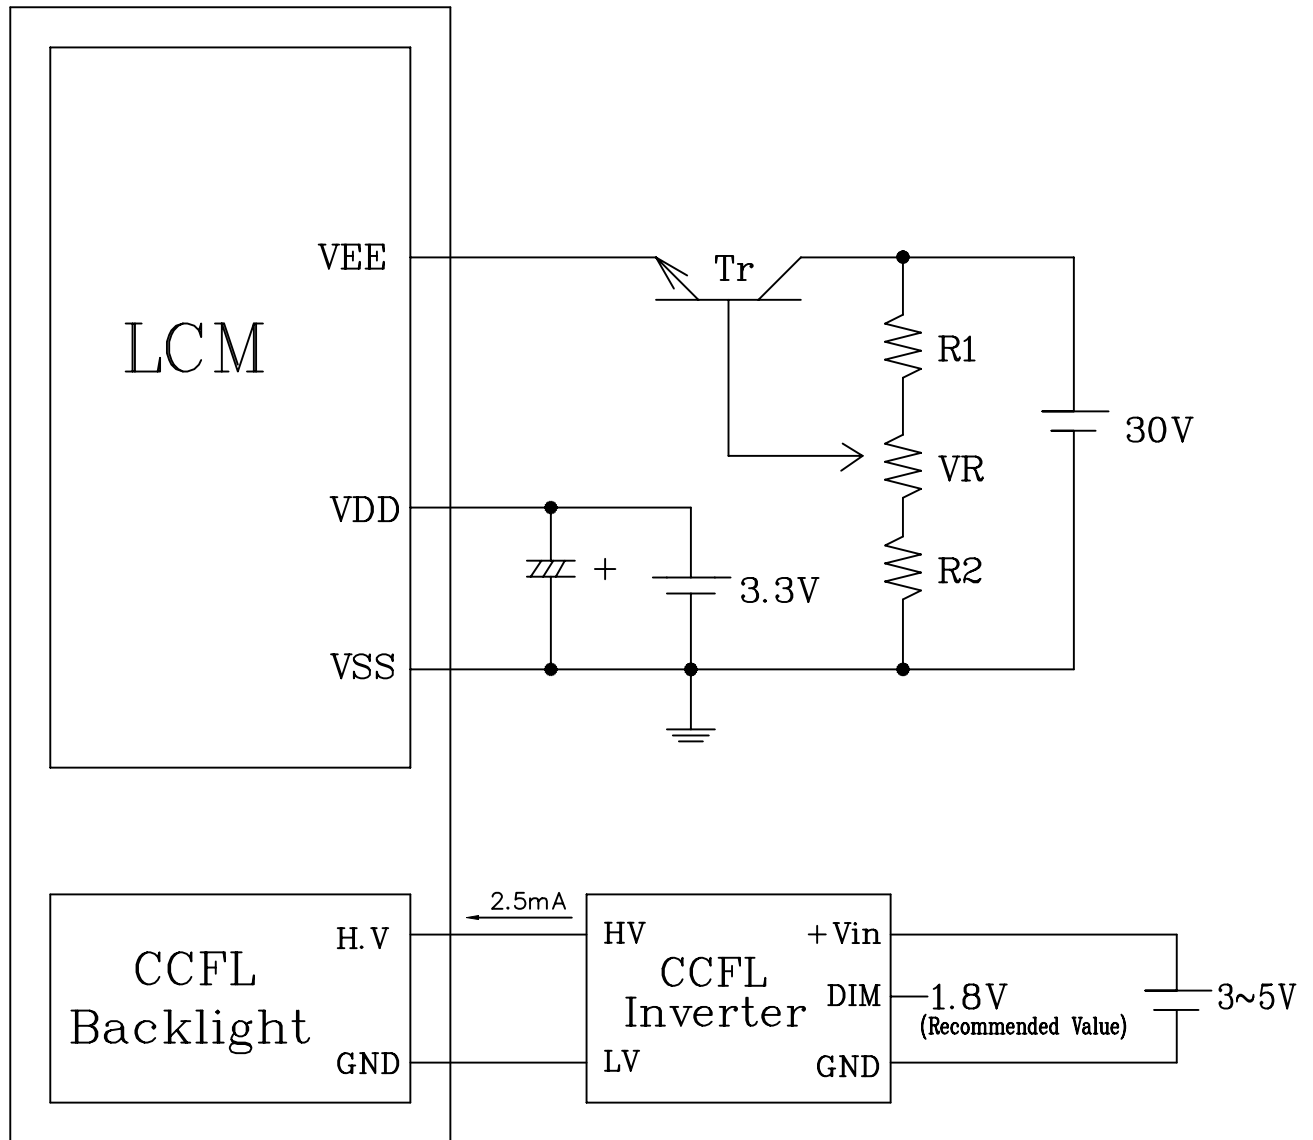 VEE
Tr
LCM
R1
30V
VR
VDD
+
3.3V
R2
VSS
2.5mA
H.V
HV
+Vin
CCFL
Backlight
CCFL
Inverter
DIM
1.8V
(Recommended Value)
3~5V
GND
LV
GND